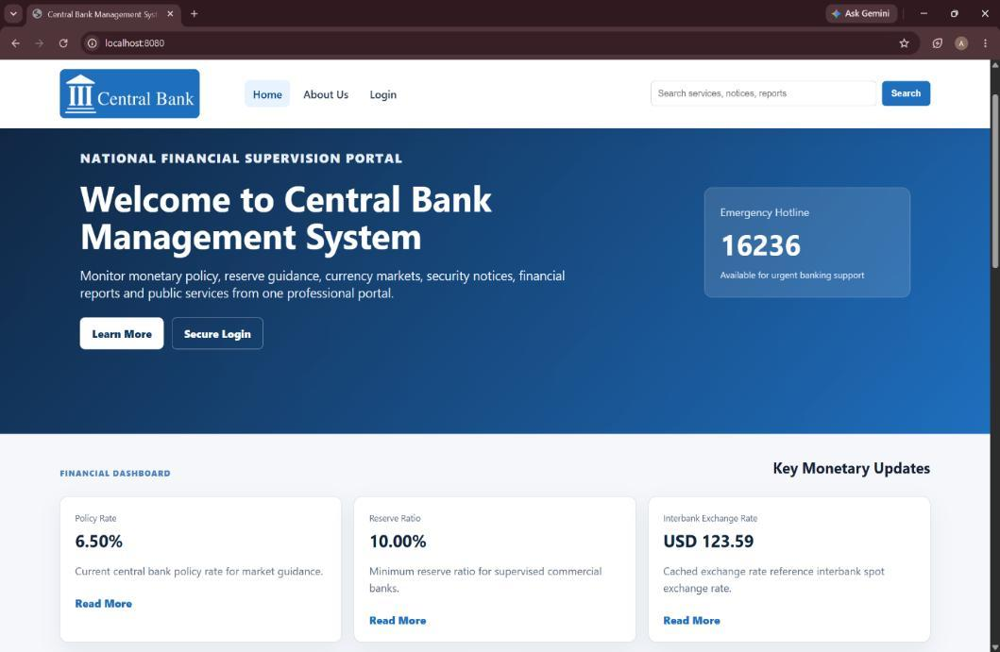 Central Bank Management Syst
Ask Gemini
localhost:8080
A
Central Bank
Home
About Us
Login
Search services, notices, reports
Search
NATIONAL FINANCIAL SUPERVISION PORTAL
Welcome to Central Bank
Management System
Monitor monetary policy, reserve guidance, currency markets, security notices, financial
reports and public services from one professional portal.
Learn More
Secure Login
Emergency Hotline
16236
Available for urgent banking support
FINANCIAL DASHBOARD
Key Monetary Updates
Policy Rate
6.50%
Current central bank policy rate for market guidance.
Read More
Reserve Ratio
10.00%
Minimum reserve ratio for supervised commercial
banks.
Read More
Interbank Exchange Rate
USD 123.59
Cached exchange rate reference interbank spot
exchange rate.
Read More